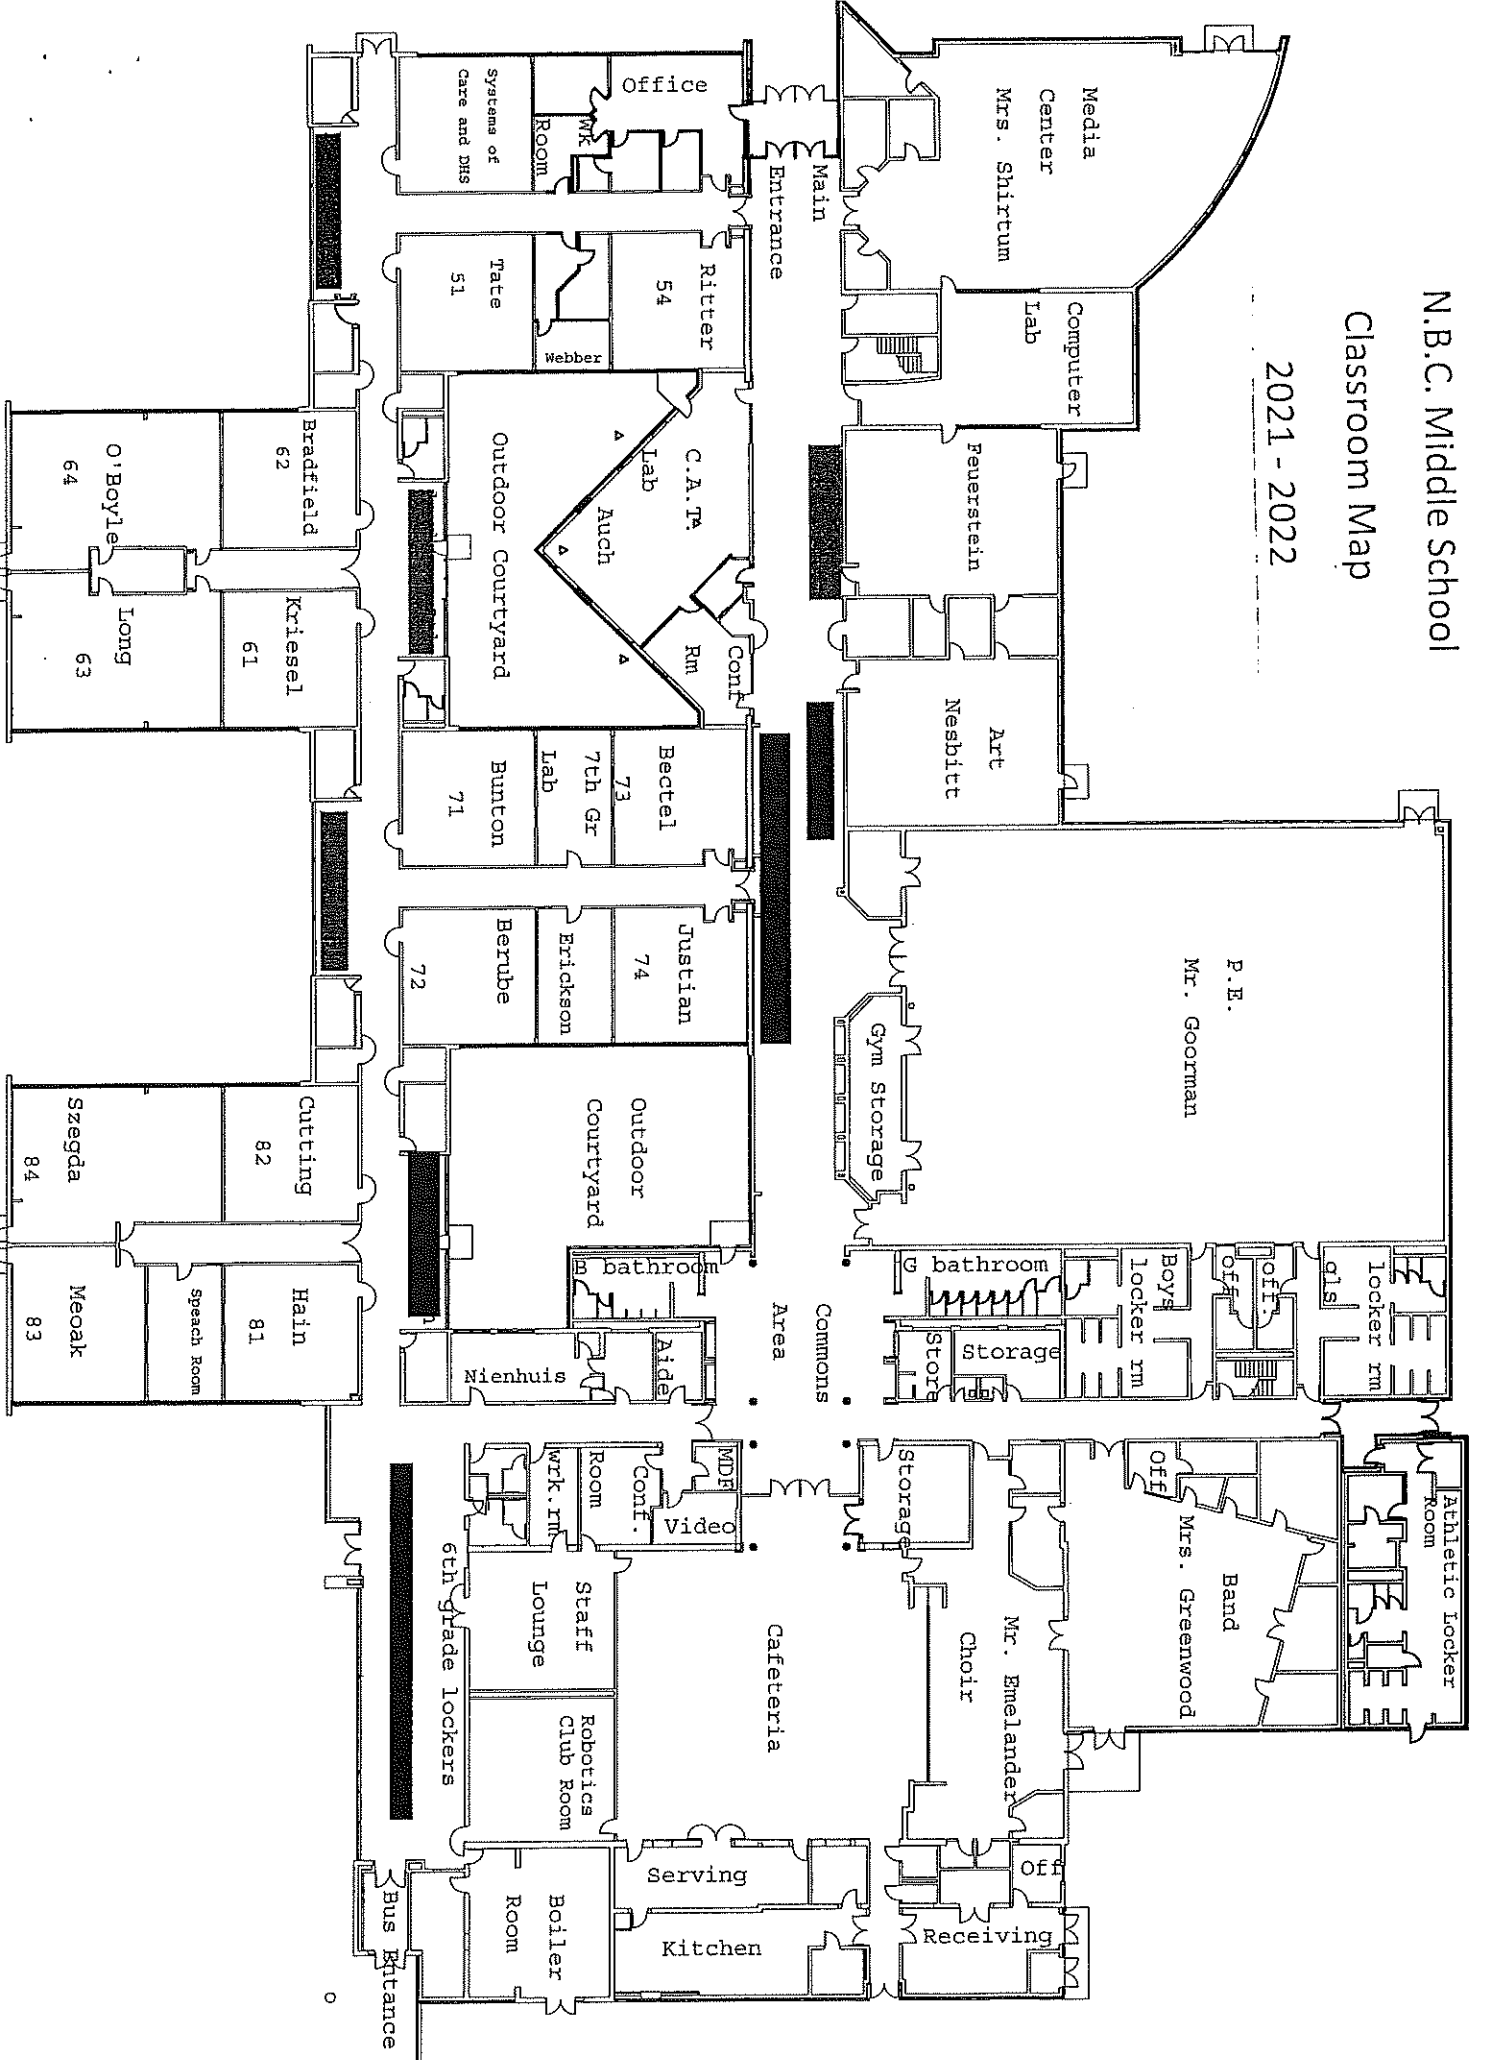 N.B.C. Middle School
Classroom Map
2021 - 2022
Media
Center
Mrs. Shirtum
Computer
Lab
Feuerstein
Art
Nesbitt
P.E.
Mr. Goorman
Gym Storage
G bathroom
Boys
locker rm
off
off.
gls
locker rm
Store
Storage
Athletic Locker
Room
Off
Band
Mrs. Greenwood
Storage
Mr. Emelander
Choir
Off
Receiving
Main
Entrance
Commons
Area
Cafeteria
Serving
Kitchen
Office
wk
Room
Systems of
Care and DHS
Ritter
54
Webber
Tate
51
C.A.T.
Lab
Auch
Conf
Rm
Outdoor Courtyard
Bectel
73
7th Gr
Lab
Bunton
71
Justian
74
Erickson
Berube
72
Outdoor
Courtyard
B bathroom
Aide
Nienhuis
MDF
Video
Conf.
Room
wrk.rm
Staff
Lounge
Robotics
Club Room
Boiler
Room
6th grade lockers
Bus Entance
Bradfield
62
O'Boyle
64
Kriesel
61
Long
63
Cutting
82
Szegda
84
Hain
81
Speach Room
Meoak
83